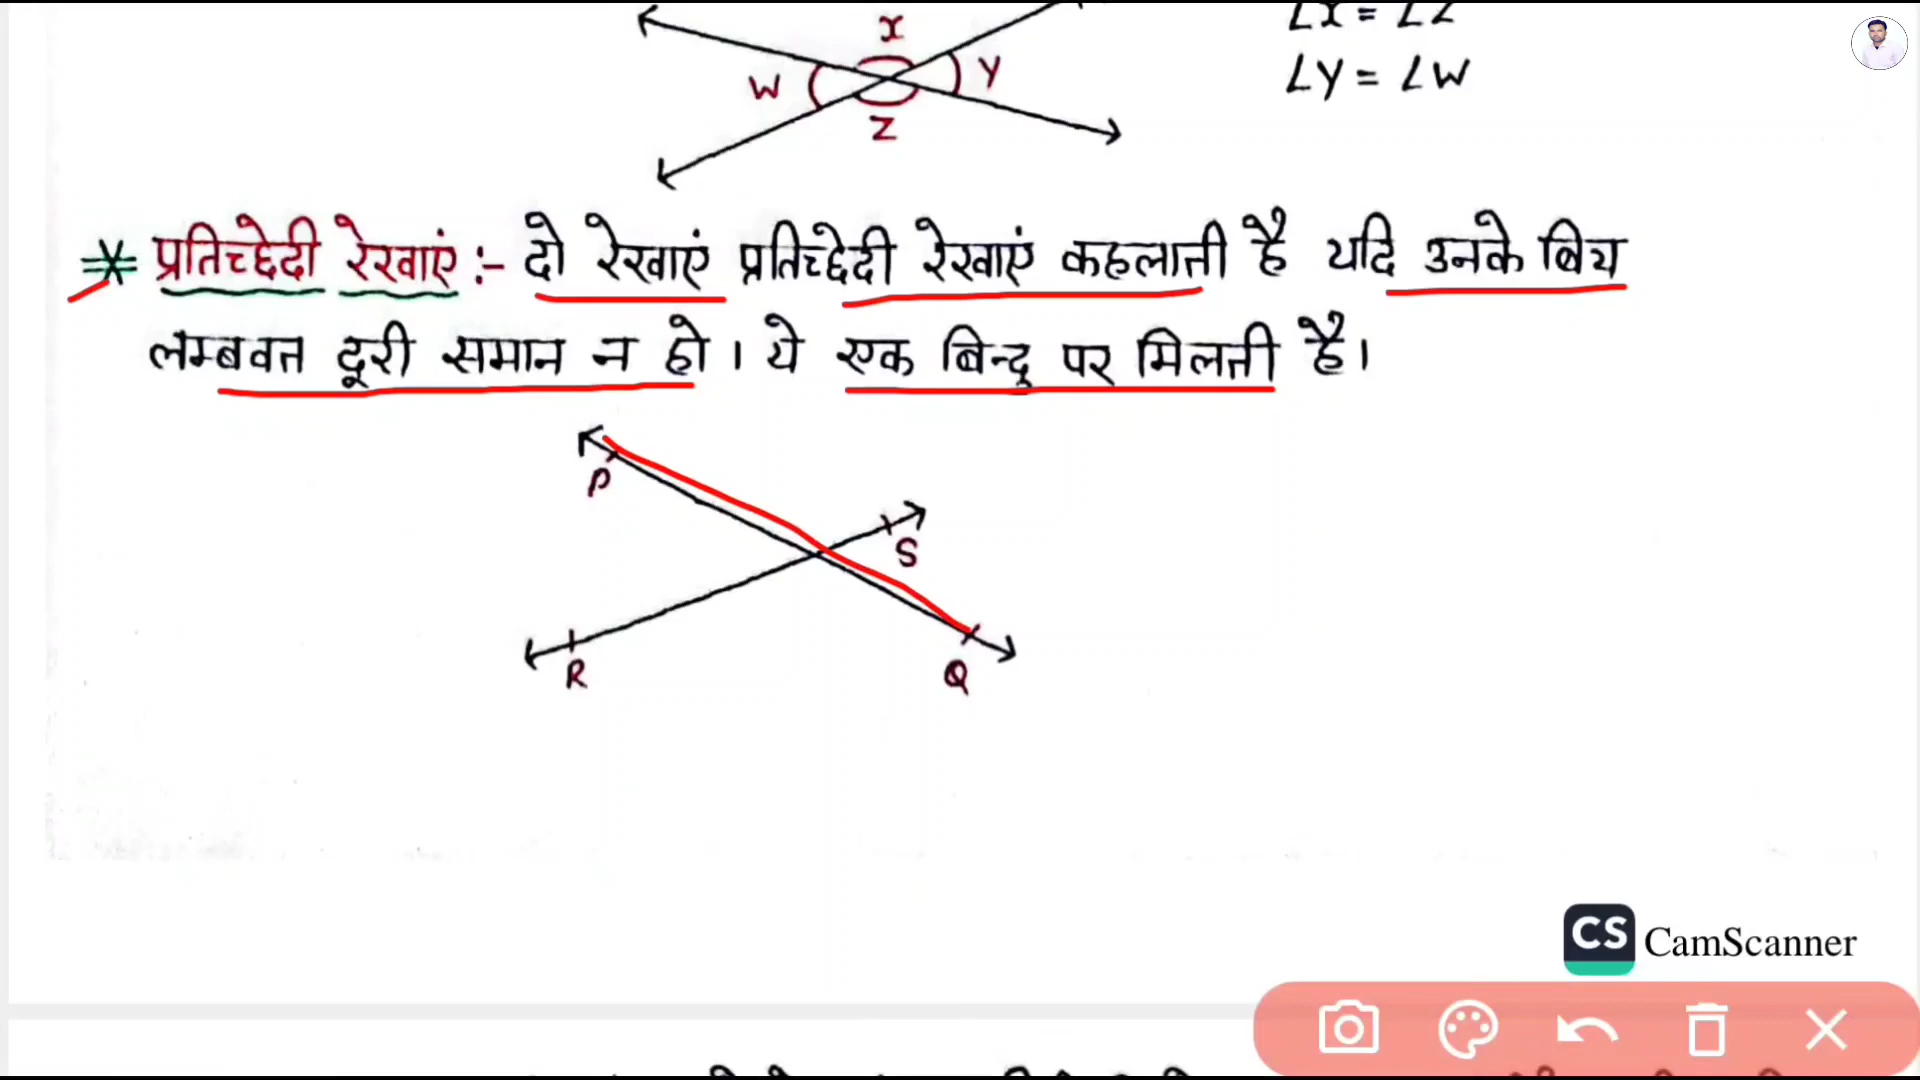 x
∠x = ∠z
W
y
∠y = ∠W
z
* प्रतिच्छेदी रेखाएं :- दो रेखाएं प्रतिच्छेदी रेखाएं कहलाती है यदि उनके बिच
लम्बवत दूरी समान न हो। ये एक बिन्दु पर मिलती है।
P
S
R
Q
CS CamScanner